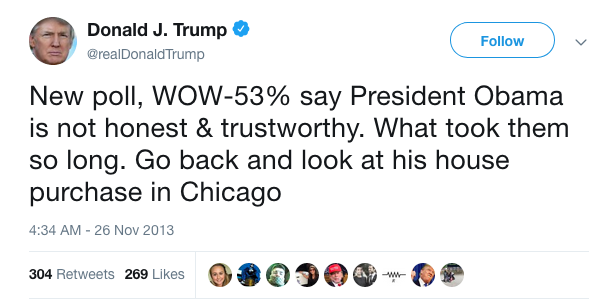 Donald J. Trump
@realDonaldTrump
Follow
New poll, WOW-53% say President Obama
is not honest & trustworthy. What took them
so long. Go back and look at his house
purchase in Chicago
4:34 AM - 26 Nov 2013
304 Retweets 269 Likes